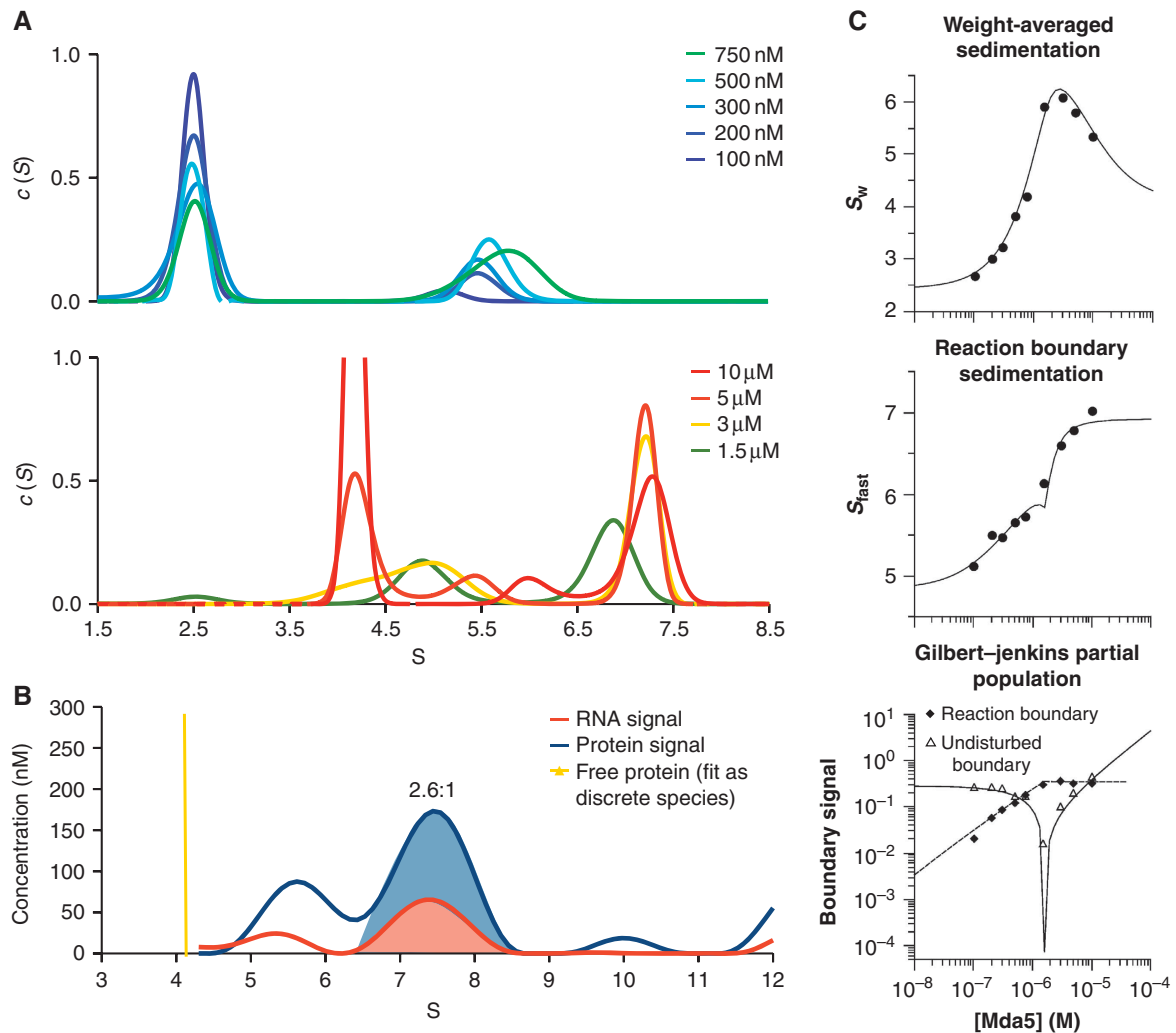 A
1.0
0.5
0.0
c (S)
750 nM
500 nM
300 nM
200 nM
100 nM
1.0
0.5
0.0
c (S)
10 μM
5 μM
3 μM
1.5 μM
1.5 2.5 3.5 4.5 5.5 6.5 7.5 8.5
S
B
300
250
200
150
100
50
0
Concentration (nM)
RNA signal
Protein signal
Free protein (fit as
discrete species)
2.6:1
3 4 5 6 7 8 9 10 11 12
S
C
Weight-averaged
sedimentation
6
5
4
3
2
Sw
Reaction boundary
sedimentation
7
6
5
Sfast
Gilbert–jenkins partial
population
10¹
10⁰
10⁻¹
10⁻²
10⁻³
10⁻⁴
Boundary signal
Reaction boundary
Undisturbed
boundary
10⁻⁸ 10⁻⁷ 10⁻⁶ 10⁻⁵ 10⁻⁴
[Mda5] (M)